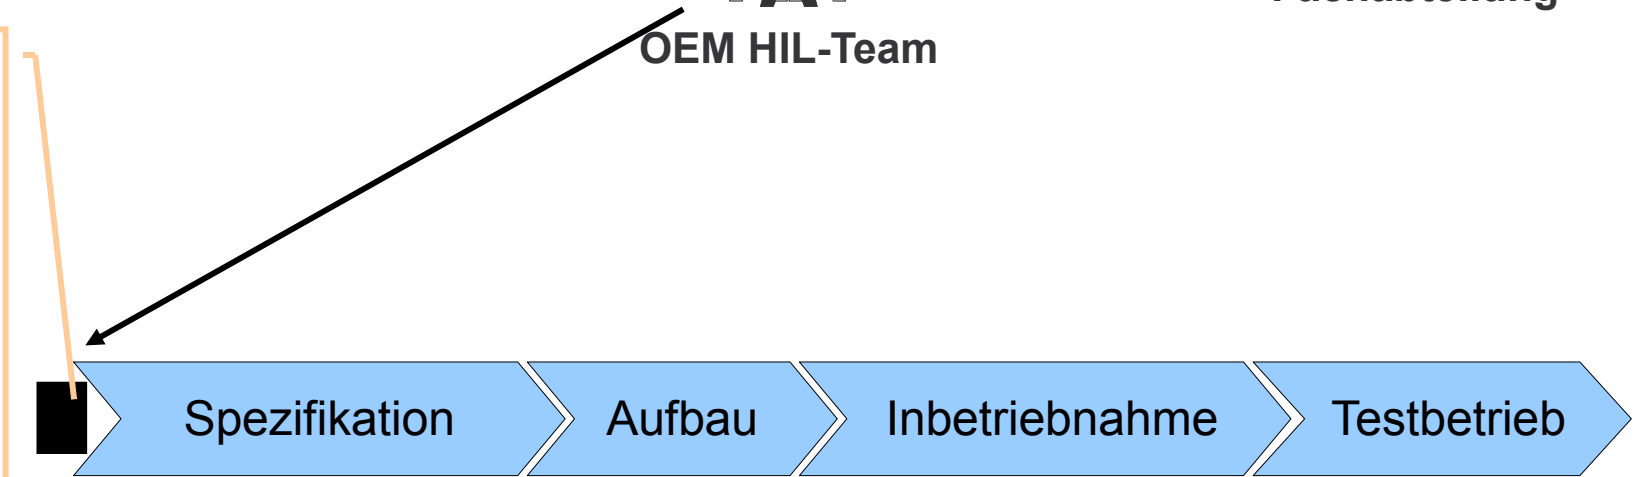 OEM HIL-Team
Spezifikation
Aufbau
Inbetriebnahme
Testbetrieb